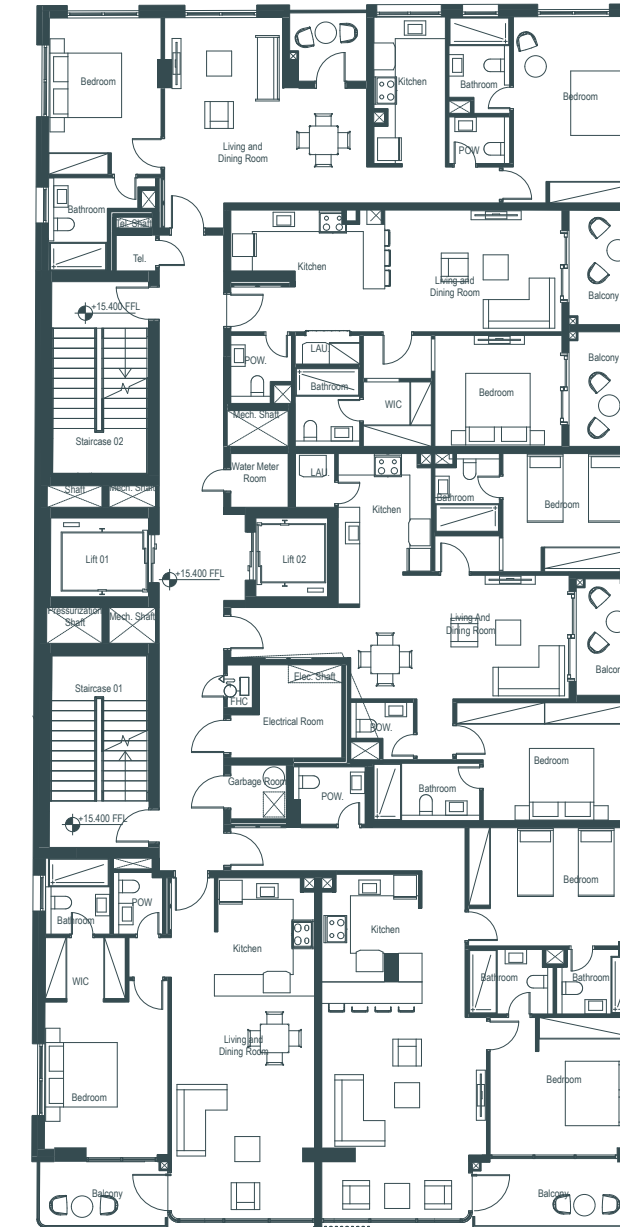 Bedroom
Kitchen
Bathroom
Bedroom
Living and
Dining Room
POW
Bathroom
Tel. Shaft
Tel.
Kitchen
Living and
Dining Room
Balcony
+15.400 FFL
LAU.
POW.
Balcony
Bathroom
Bedroom
WIC
Mech. Shaft
Staircase 02
Water Meter
Room
LAU.
Shaft
Mech. Shaft
Kitchen
Bathroom
Bedroom
Lift 01
Lift 02
+15.400 FFL
Pressurization
Shaft
Mech. Shaft
Living And
Dining Room
Balcon
Staircase 01
Elec. Shaft
FHC
Electrical Room
POW.
Bedroom
Garbage Room
POW.
Bathroom
+15.400 FFL
Bedroom
Bathroom
POW
Kitchen
Kitchen
WIC
Bathroom
Bathroom
Living and
Dining Room
Bedroom
Bedroom
Balcony
Balcony